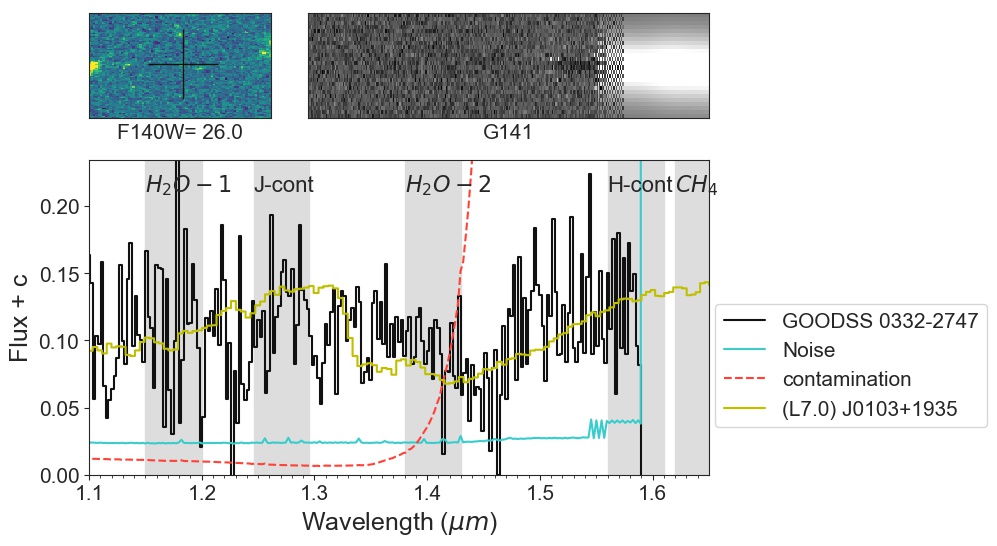 F140W= 26.0
G141
$H_2O-1$
J-cont
$H_2O-2$
H-cont
$CH_4$
Flux + c
0.20
0.15
0.10
0.05
0.00
1.1
1.2
1.3
1.4
1.5
1.6
Wavelength ($\mu m$)
GOODSS 0332-2747
Noise
contamination
(L7.0) J0103+1935